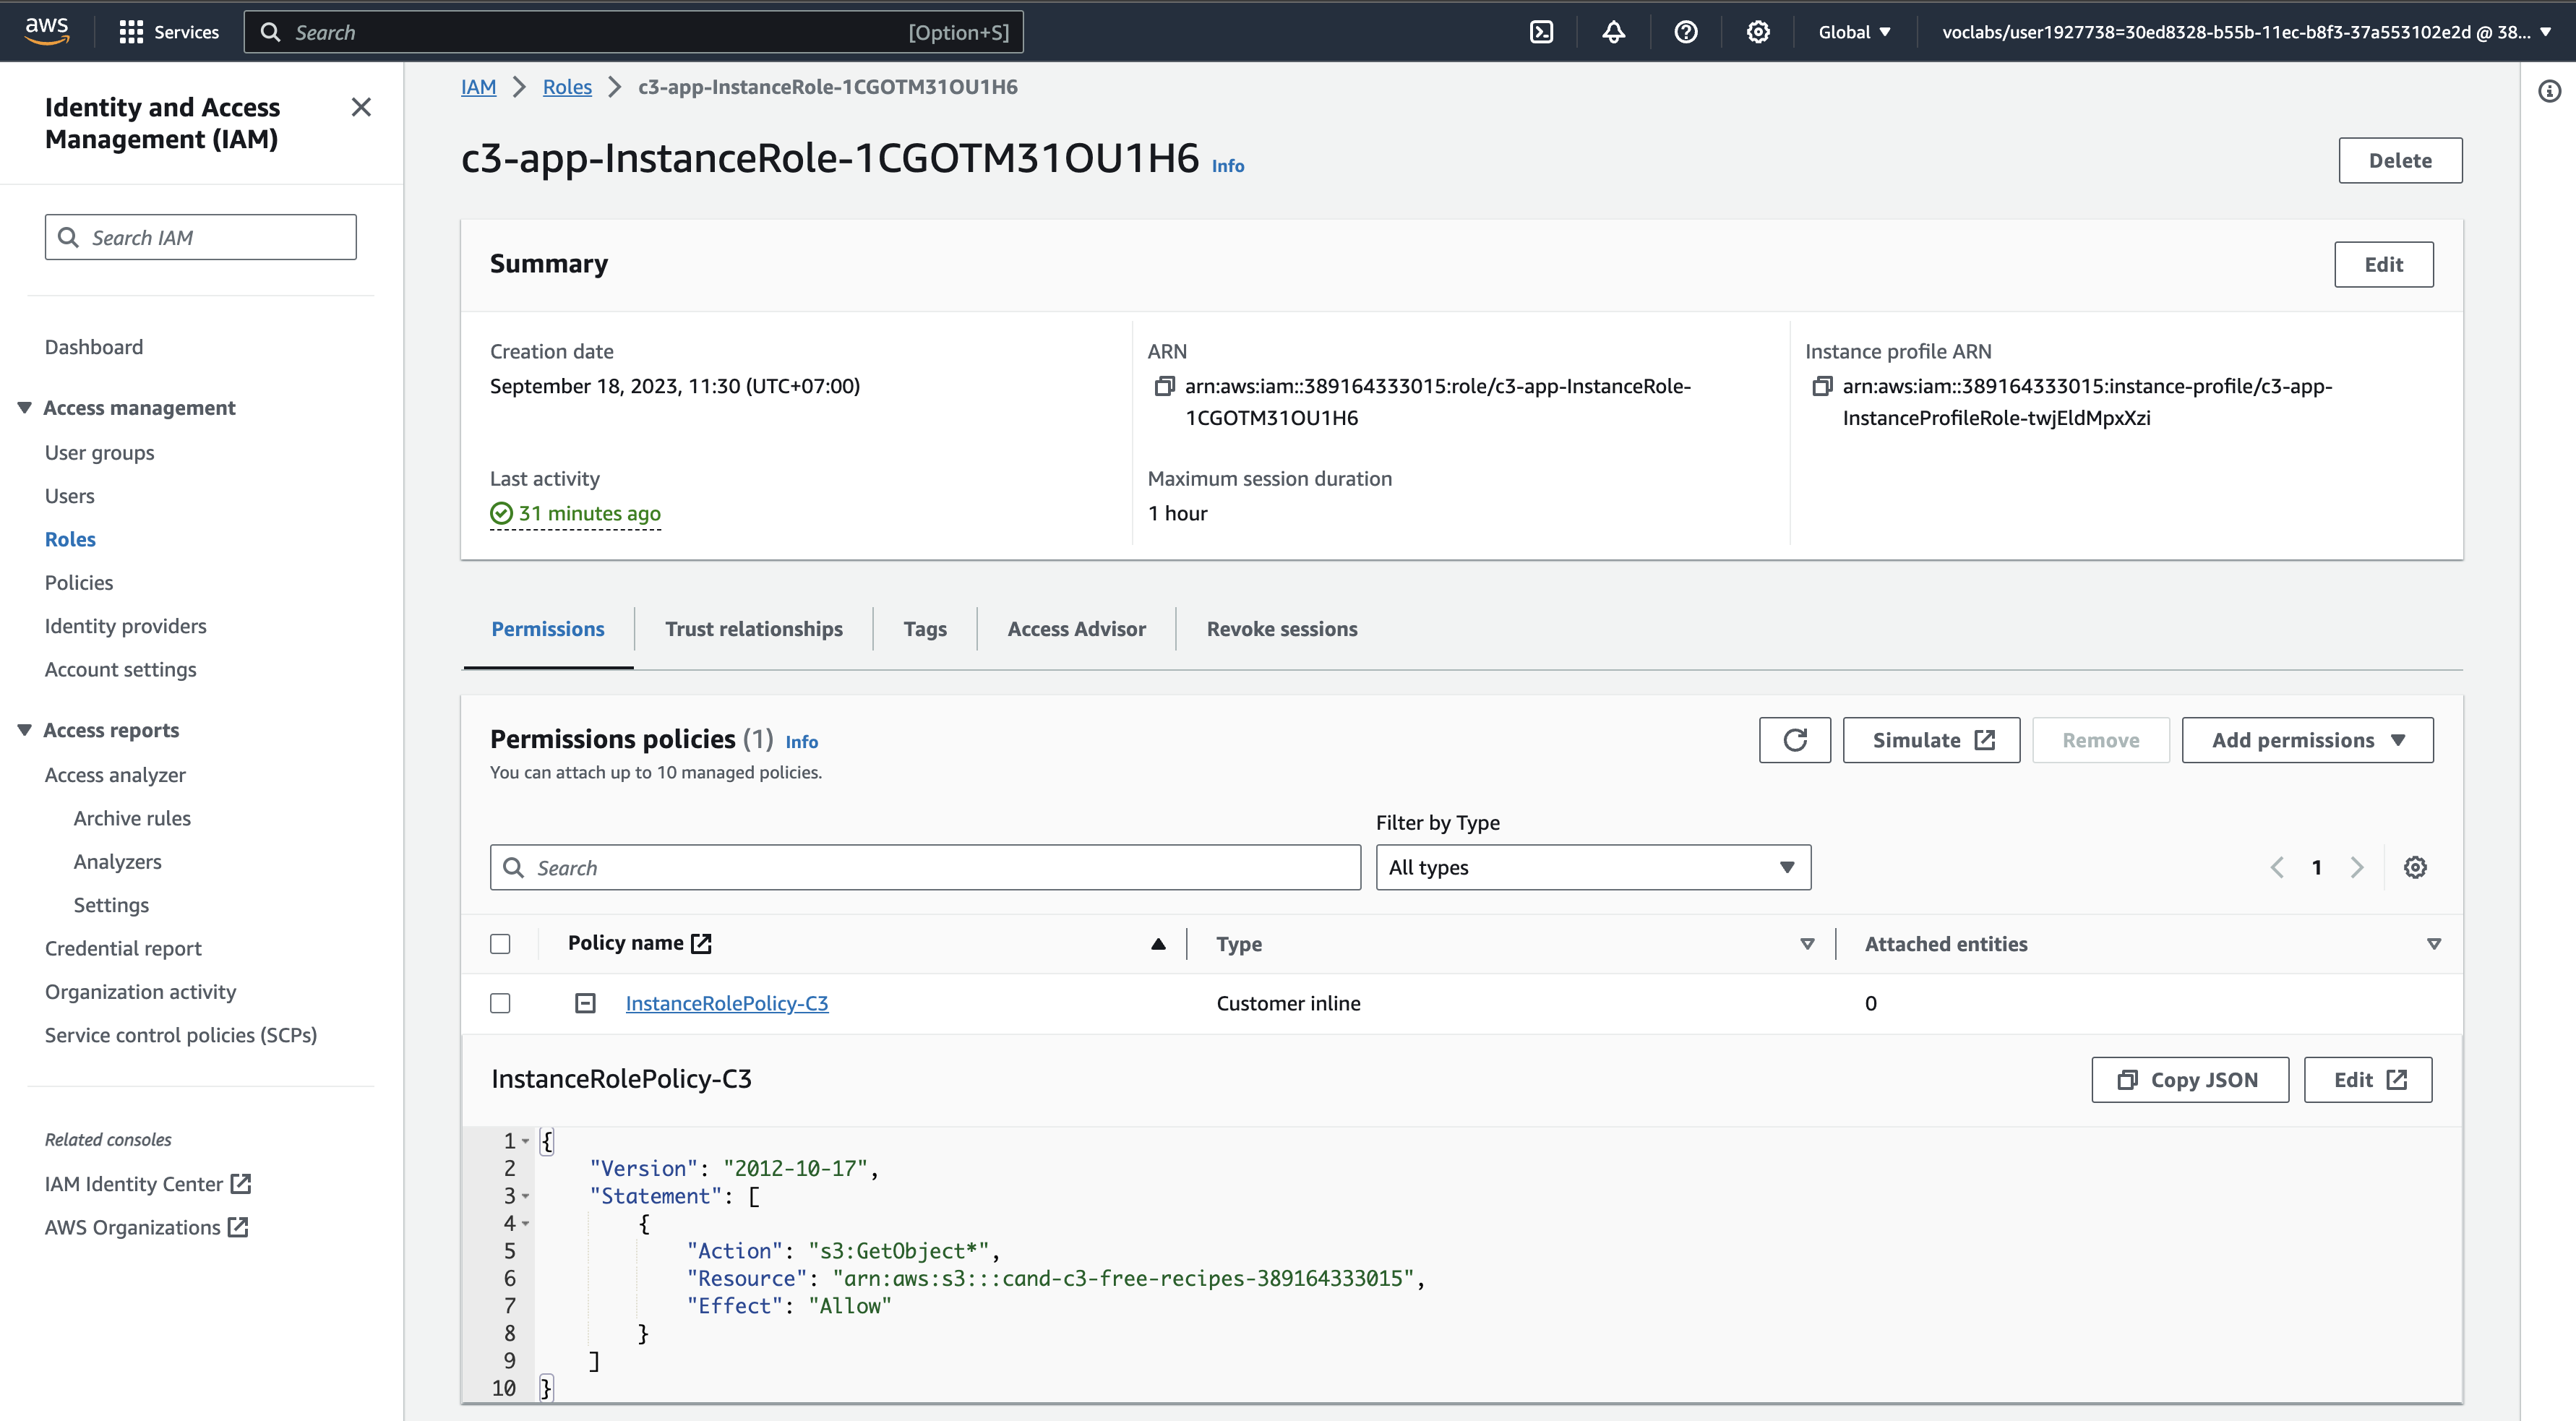 aws
Services
Search
[Option+S]
Global
voclabs/user1927738=30ed8328-b55b-11ec-b8f3-37a553102e2d @ 38...
Identity and Access
Management (IAM)
Search IAM
Dashboard
Access management
User groups
Users
Roles
Policies
Identity providers
Account settings
Access reports
Access analyzer
Archive rules
Analyzers
Settings
Credential report
Organization activity
Service control policies (SCPs)
Related consoles
IAM Identity Center
AWS Organizations
IAM
Roles
c3-app-InstanceRole-1CGOTM31OU1H6
c3-app-InstanceRole-1CGOTM31OU1H6 Info
Delete
Summary
Edit
Creation date
September 18, 2023, 11:30 (UTC+07:00)
ARN
arn:aws:iam::389164333015:role/c3-app-InstanceRole-
1CGOTM31OU1H6
Instance profile ARN
arn:aws:iam::389164333015:instance-profile/c3-app-
InstanceProfileRole-twjEldMpxXzi
Last activity
31 minutes ago
Maximum session duration
1 hour
Permissions
Trust relationships
Tags
Access Advisor
Revoke sessions
Permissions policies (1) Info
You can attach up to 10 managed policies.
Simulate
Remove
Add permissions
Filter by Type
Search
All types
1
Policy name
Type
Attached entities
InstanceRolePolicy-C3
Customer inline
0
InstanceRolePolicy-C3
Copy JSON
Edit
1 {
2 "Version": "2012-10-17",
3 "Statement": [
4 {
5 "Action": "s3:GetObject*",
6 "Resource": "arn:aws:s3:::cand-c3-free-recipes-389164333015",
7 "Effect": "Allow"
8 }
9 ]
10 }